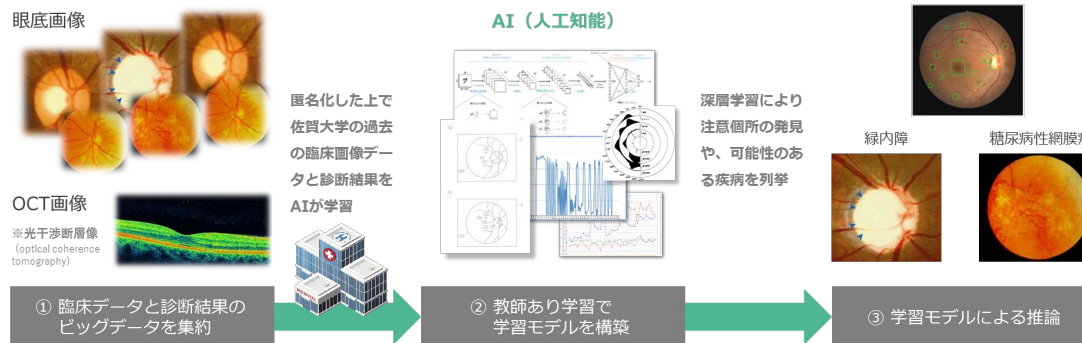 眼底画像
OCT画像
※光干渉断層像
(optical coherence
tomography)
匿名化した上で
佐賀大学の過去
の臨床画像デー
タと診断結果を
AIが学習
AI（人工知能）
深層学習により
注意個所の発見
や、可能性のあ
る疾病を列挙
緑内障
糖尿病性網膜
① 臨床データと診断結果の
ビッグデータを集約
② 教師あり学習で
学習モデルを構築
③ 学習モデルによる推論